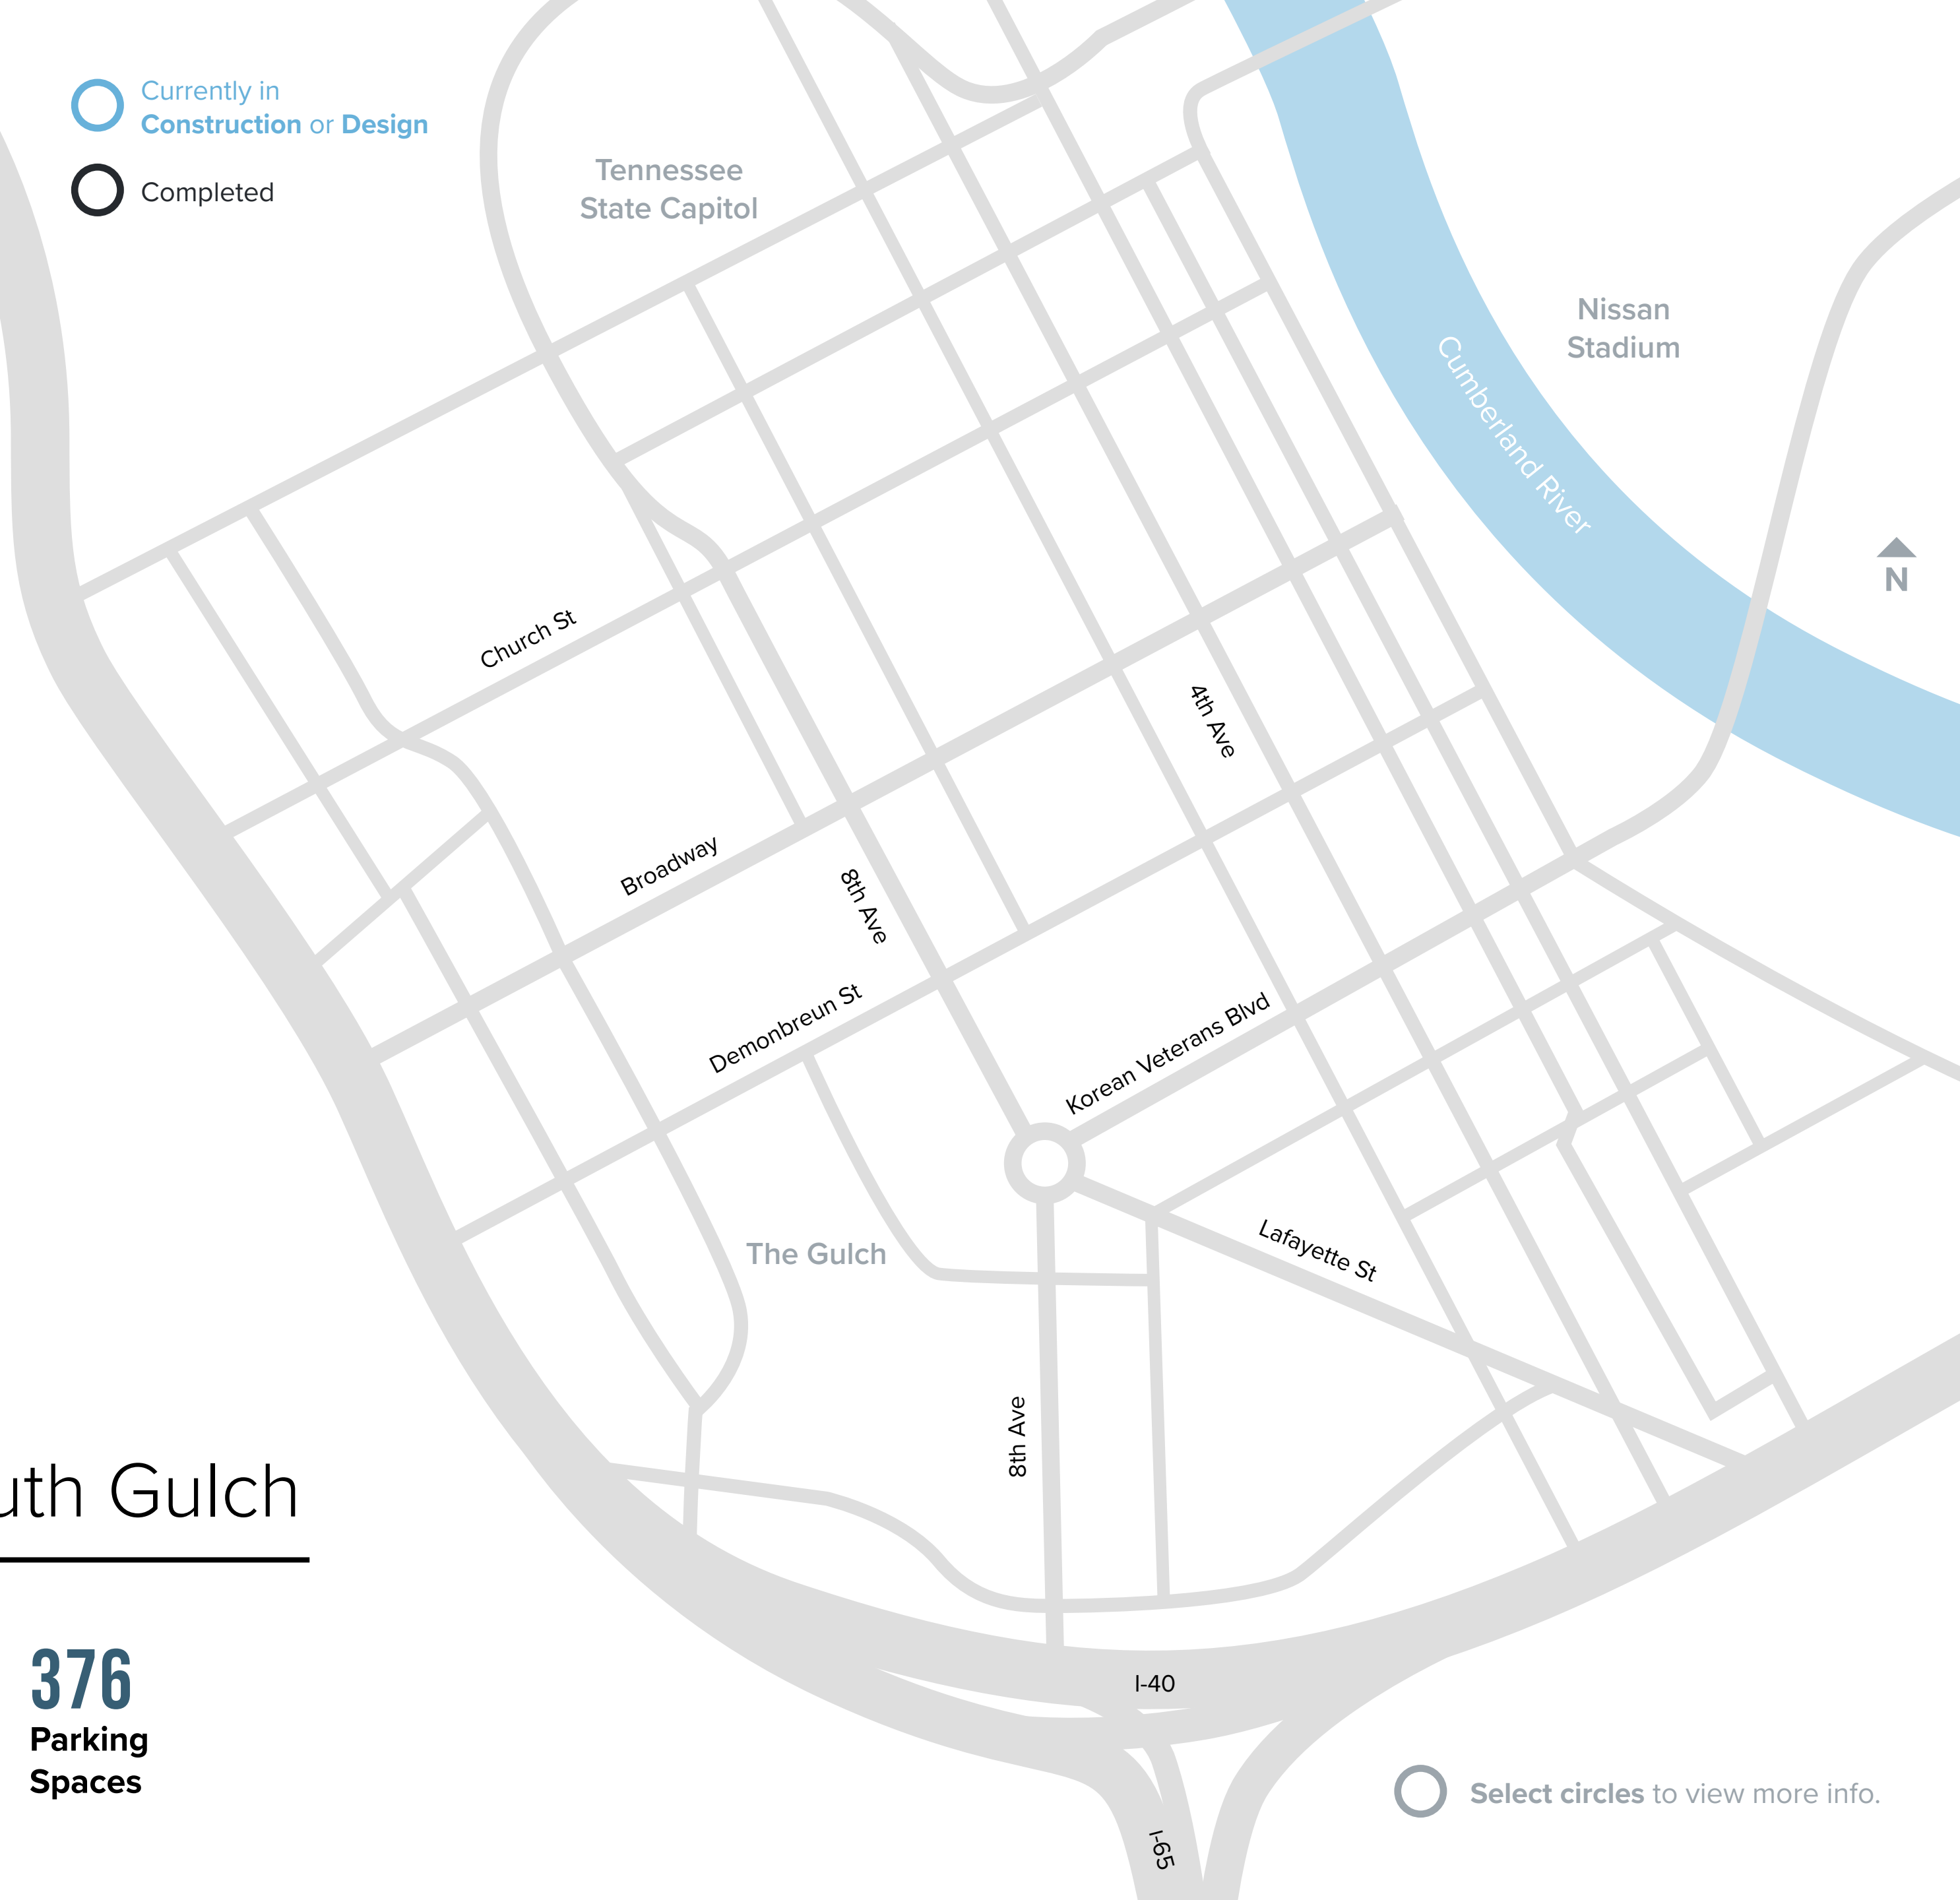 Currently in
Construction or Design
Completed
Tennessee
State Capitol
Nissan
Stadium
Cumberland River
N
Church St
4th Ave
Broadway
8th Ave
Demonbreun St
Korean Veterans Blvd
The Gulch
Lafayette St
8th Ave
uth Gulch
376
Parking
Spaces
I-40
Select circles to view more info.
I-65